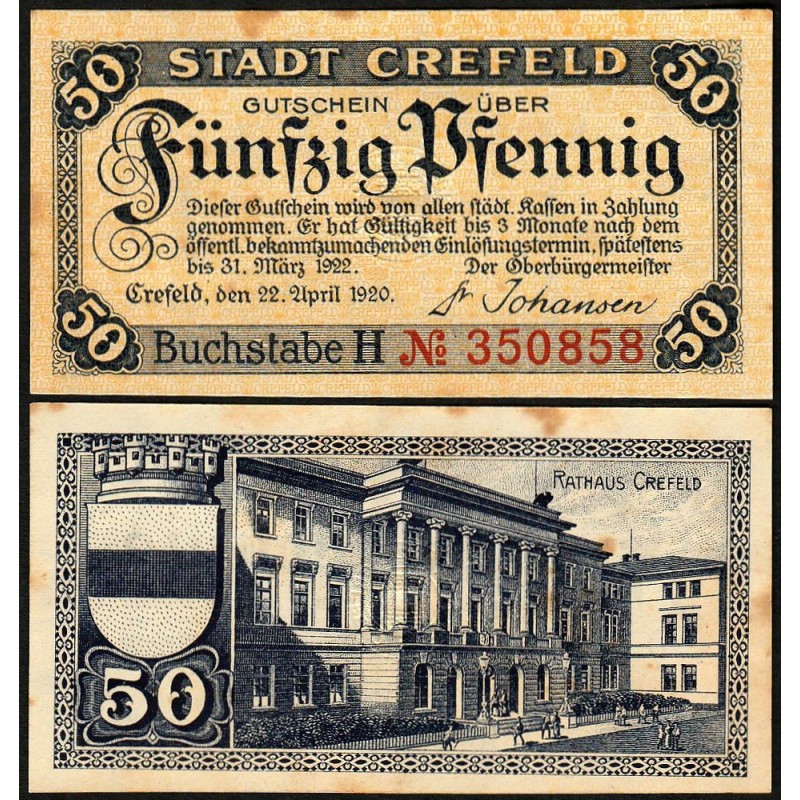 50 STADT CREFELD 50
GUTSCHEIN ÜBER
Fünfzig Pfennig
Dieser Gutschein wird von allen städt. Kassen in Zahlung
genommen. Er hat Gültigkeit bis 3 Monate nach dem
öffentl. bekanntzumachenden Einlösungstermin, spätestens
bis 31. März 1922. Der Oberbürgermeister
Crefeld, den 22. April 1920. Dr Johansen
50 Buchstabe H № 350858 50
RATHAUS CREFELD
50